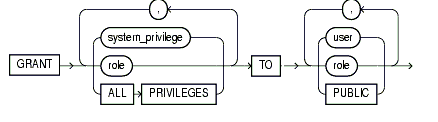 , ,
system_privilege user
GRANT role TO role
ALL PRIVILEGES PUBLIC